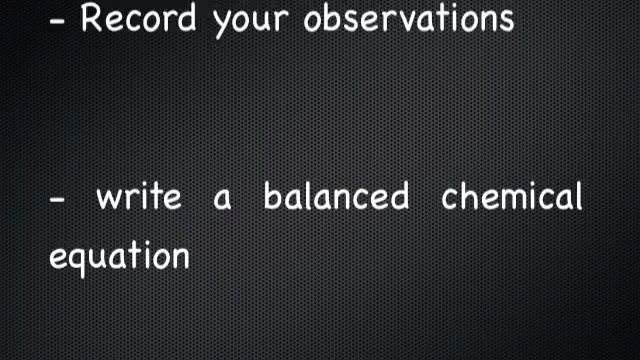 - Record your observations
- write a balanced chemical
equation